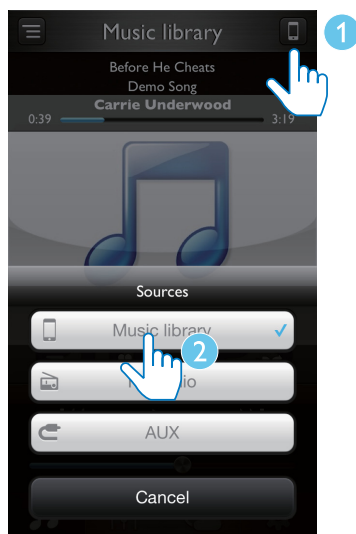 Music library
1
Before He Cheats
Demo Song
Carrie Underwood
0:39
3:19
Sources
Music library
2
AUX
Cancel